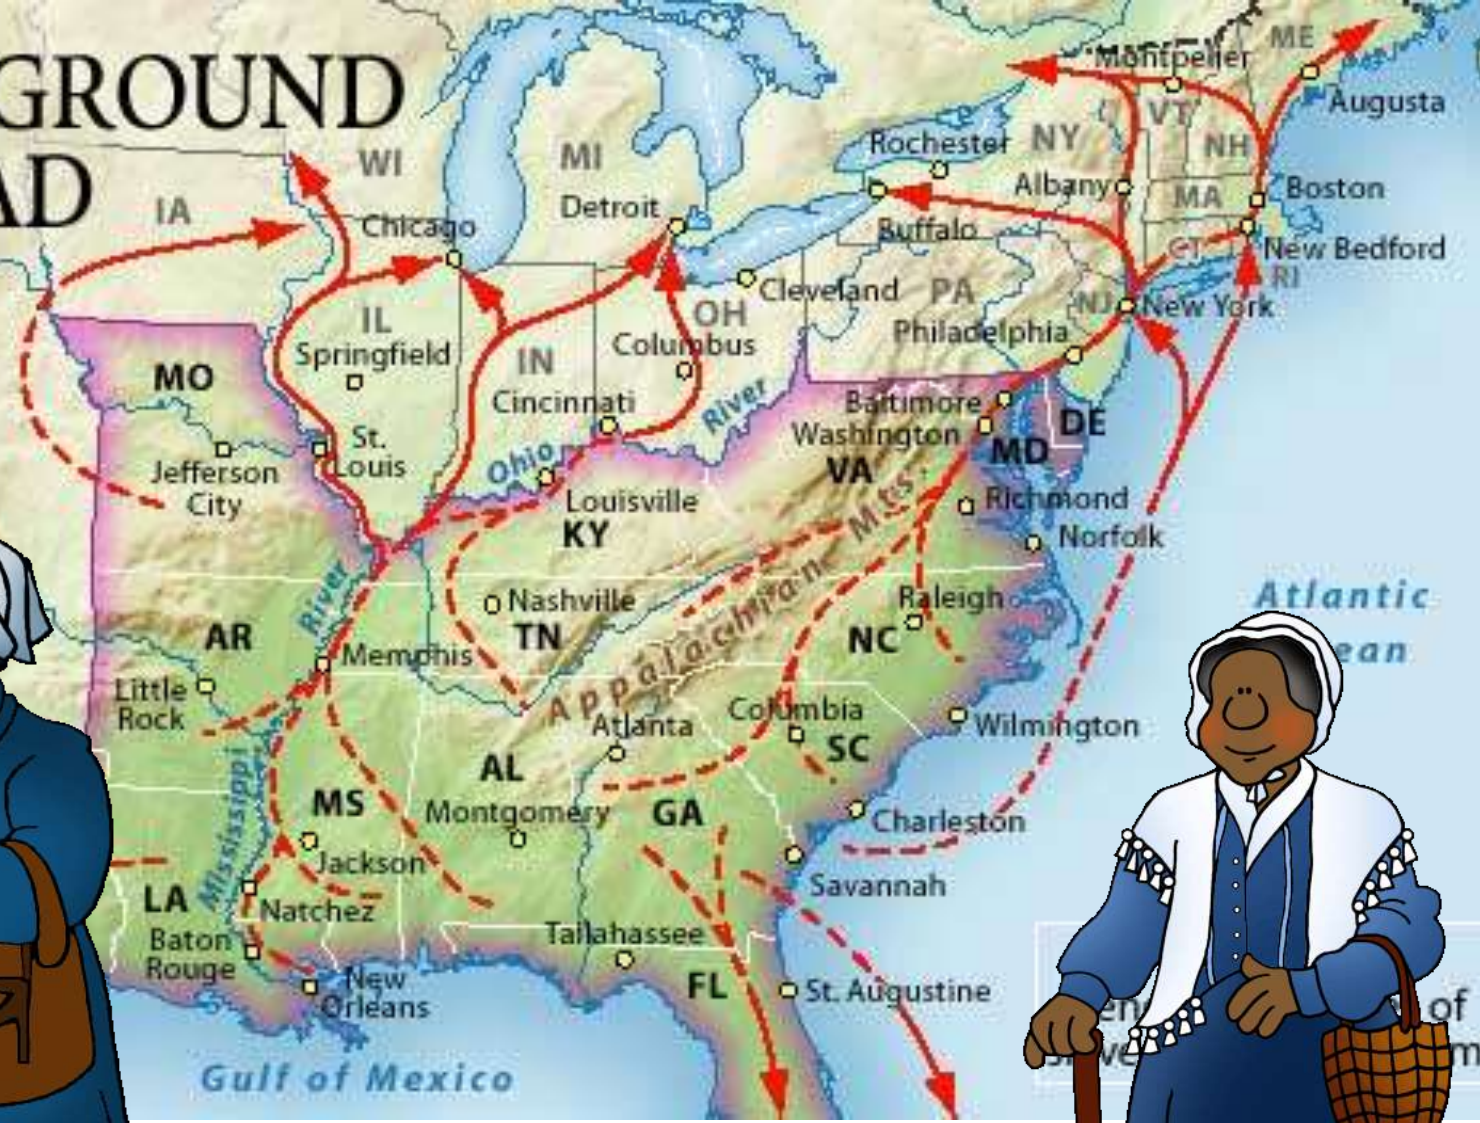 GROUND
AD
Montpelier
ME
Augusta
VT
NH
Rochester
NY
WI
MI
Albany
MA
Boston
IA
Detroit
Chicago
Buffalo
CT
New Bedford
RI
Cleveland
PA
NJ
New York
IL
OH
Philadelphia
Springfield
Columbus
IN
MO
Cincinnati
River
Baltimore
DE
Washington
MD
St.
Louis
Ohio
VA
Jefferson
City
Louisville
Richmond
KY
Mts.
Norfolk
River
Nashville
Raleigh
Atlantic
TN
AR
NC
ean
Memphis
Appalachian
Little
Rock
Columbia
Atlanta
Wilmington
SC
AL
MS
Montgomery
GA
Charleston
Mississippi
Jackson
Savannah
LA
Natchez
Baton
Rouge
Tallahassee
New
Orleans
FL
St. Augustine
of
Gulf of Mexico